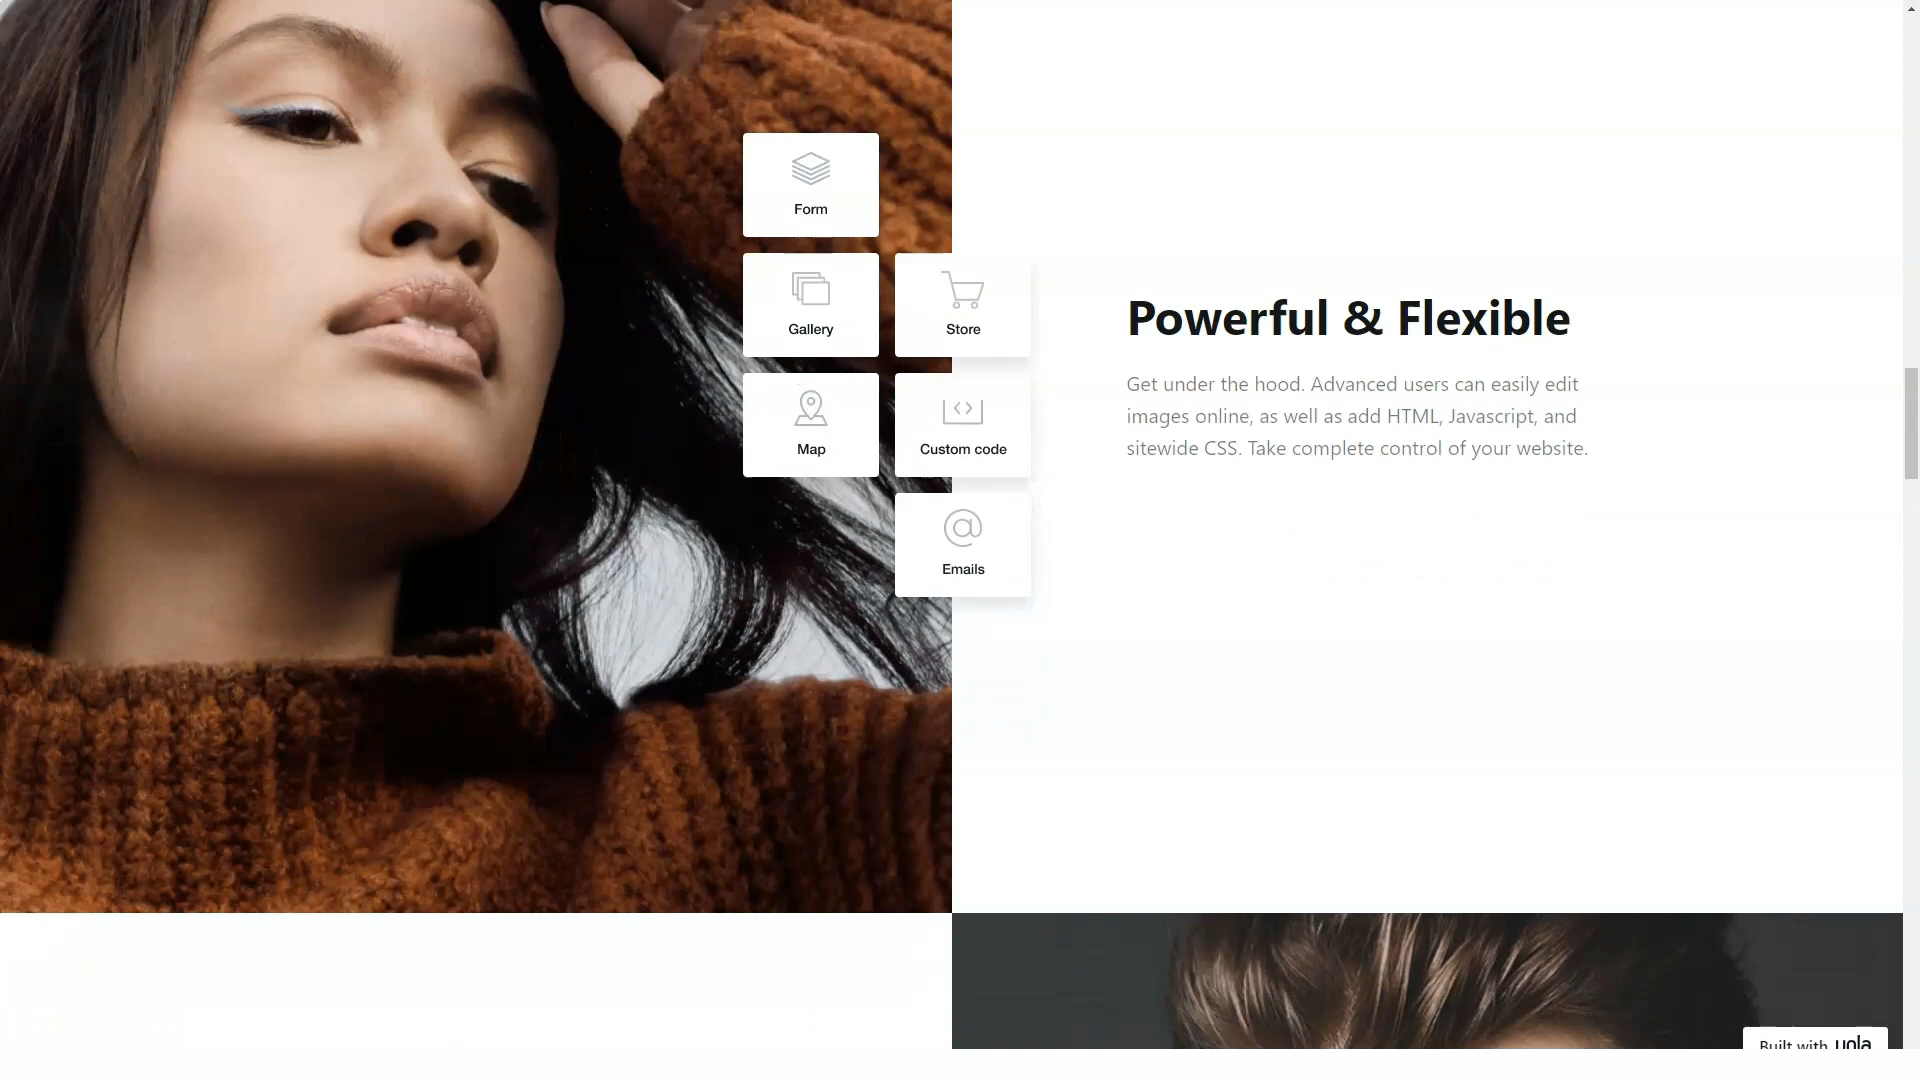 Form
Gallery
Store
Map
Custom code
Emails
Powerful & Flexible
Get under the hood. Advanced users can easily edit
images online, as well as add HTML, Javascript, and
sitewide CSS. Take complete control of your website.
Built with yola